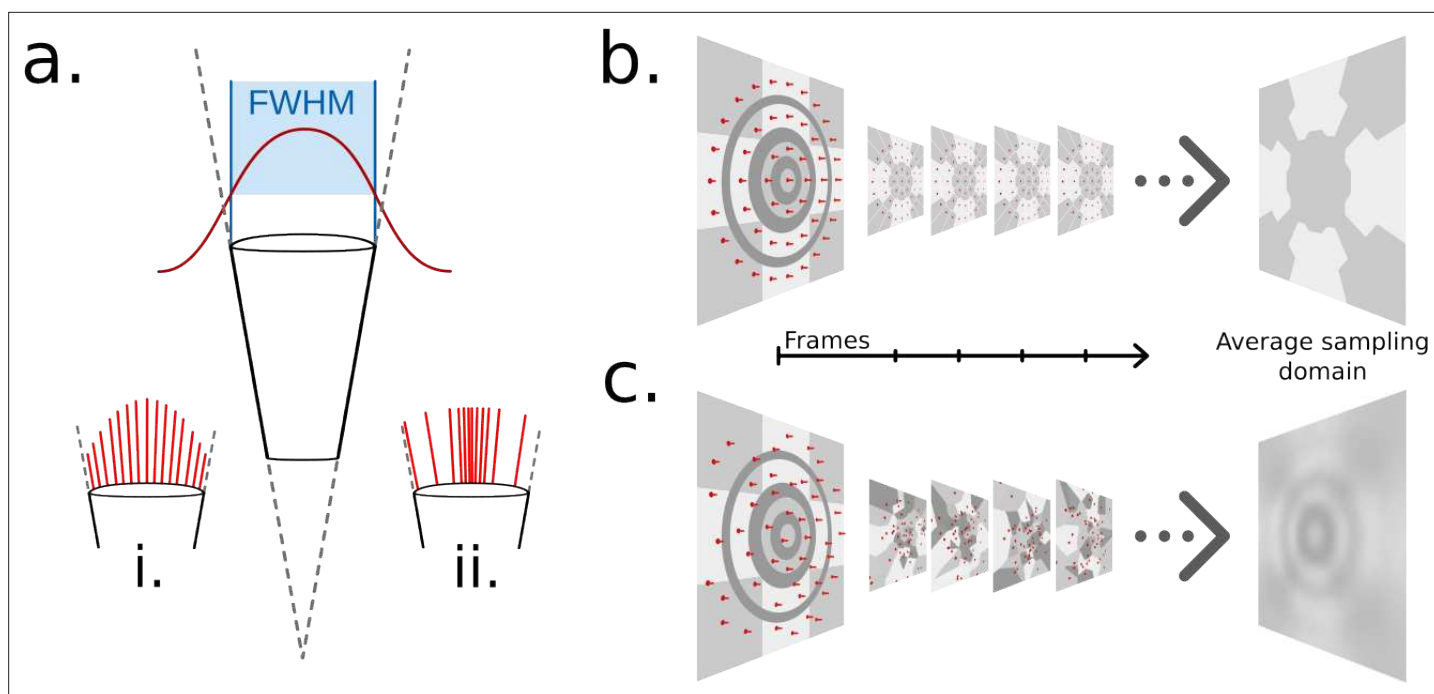 a.
FWHM
i.
ii.
b.
Frames
Average sampling
domain
c.